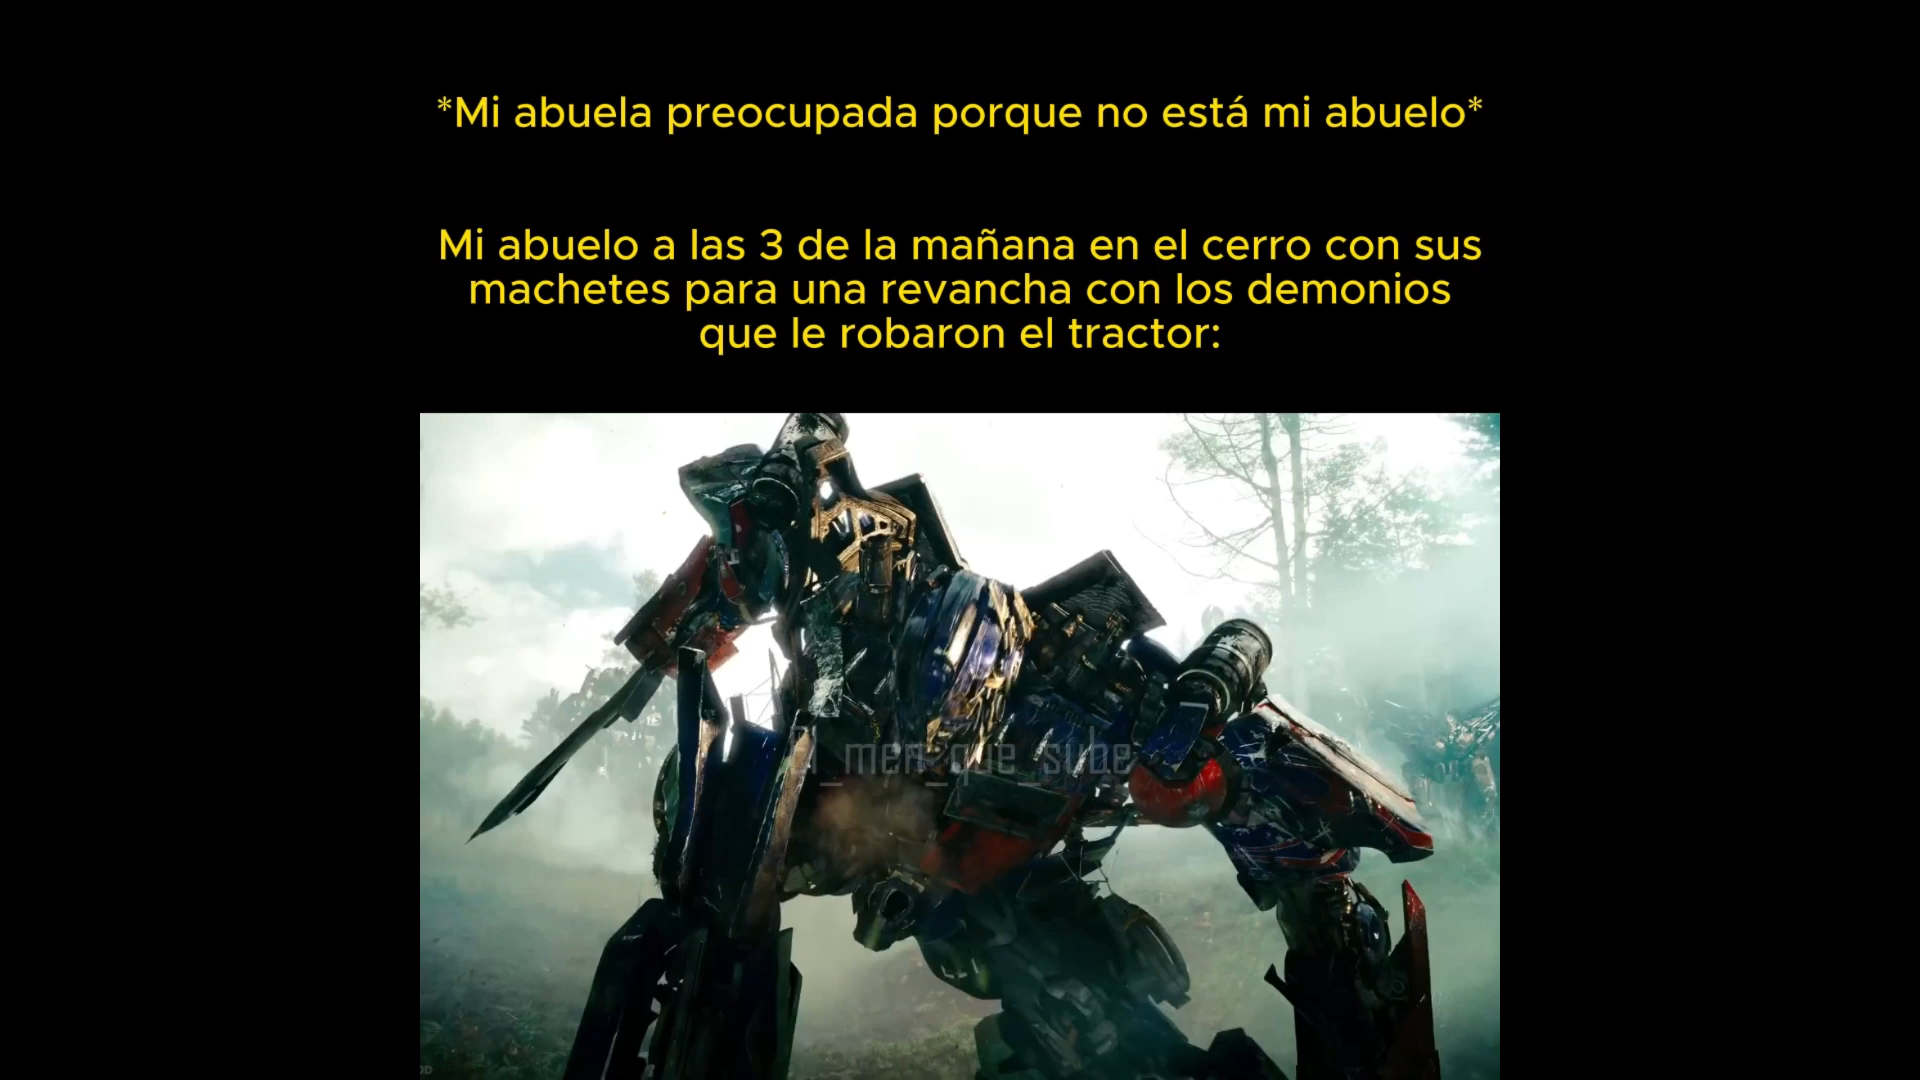 *Mi abuela preocupada porque no está mi abuelo*
Mi abuelo a las 3 de la mañana en el cerro con sus
machetes para una revancha con los demonios
que le robaron el tractor:
_men_que_sube